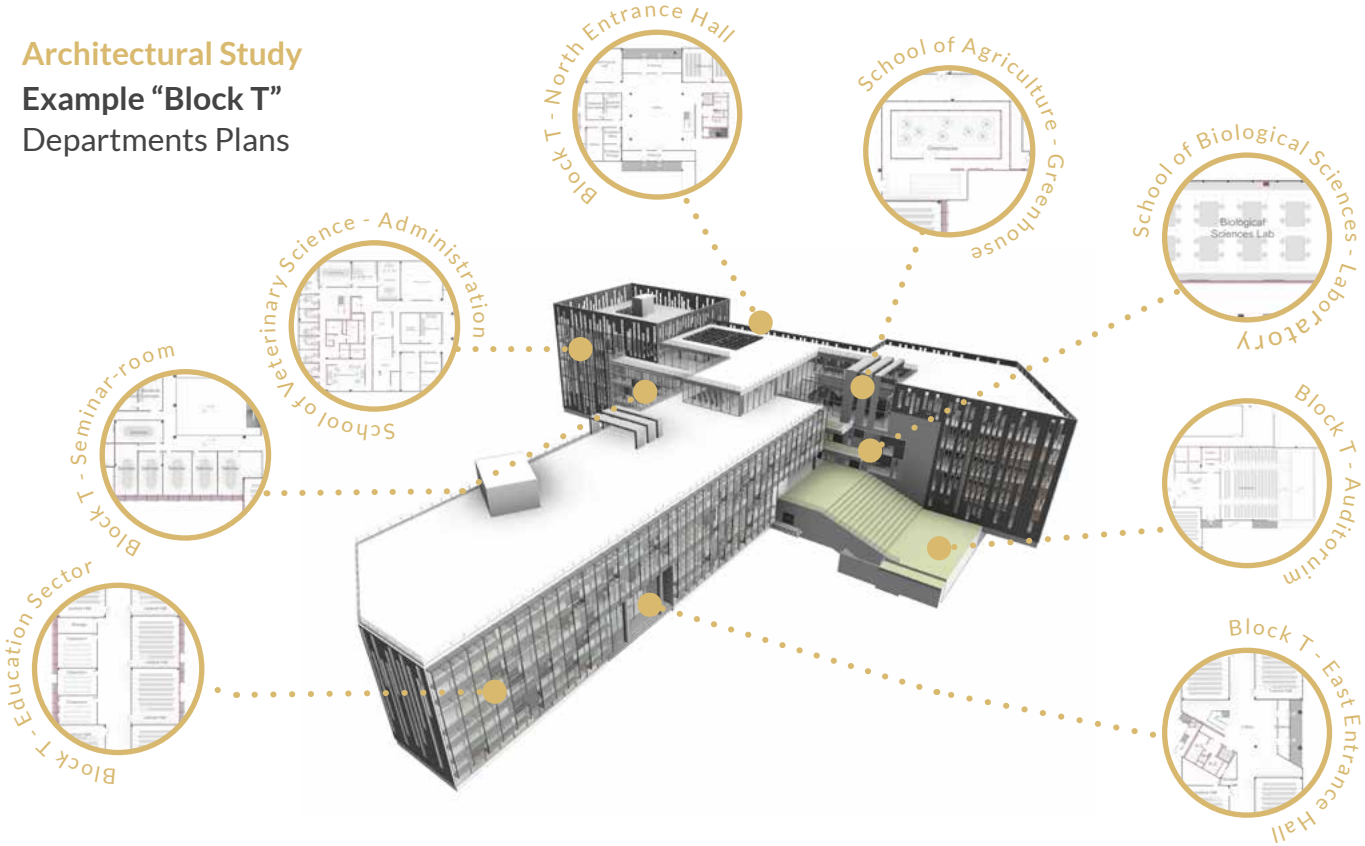 Architectural Study
Example “Block T”
Departments Plans
Block T - North Entrance Hall
School of Agriculture - Greenhouse
Greenhouse
School of Biological Sciences - Laboratory
Biological
Sciences Lab
School of Veterinary Science - Administration
Block T - Seminar-room
Block T - Auditoruim
Block T - Education Sector
Block T - East Entrance Hall